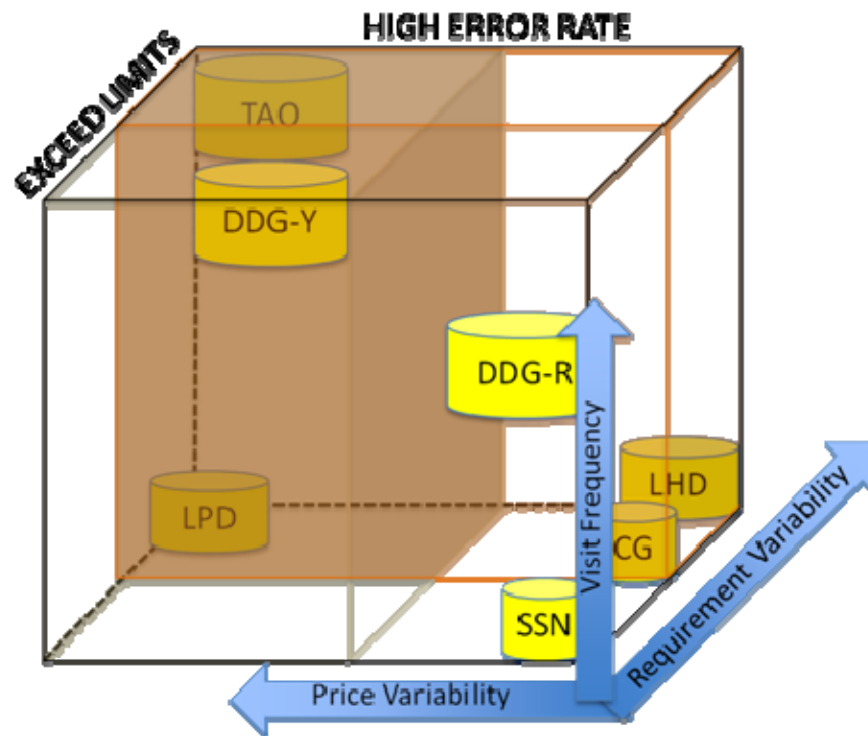 HIGH ERROR RATE
EXCEED LIMITS
TAO
DDG-Y
DDG-R
LHD
LPD
CG
SSN
Visit Frequency
Requirement Variability
Price Variability